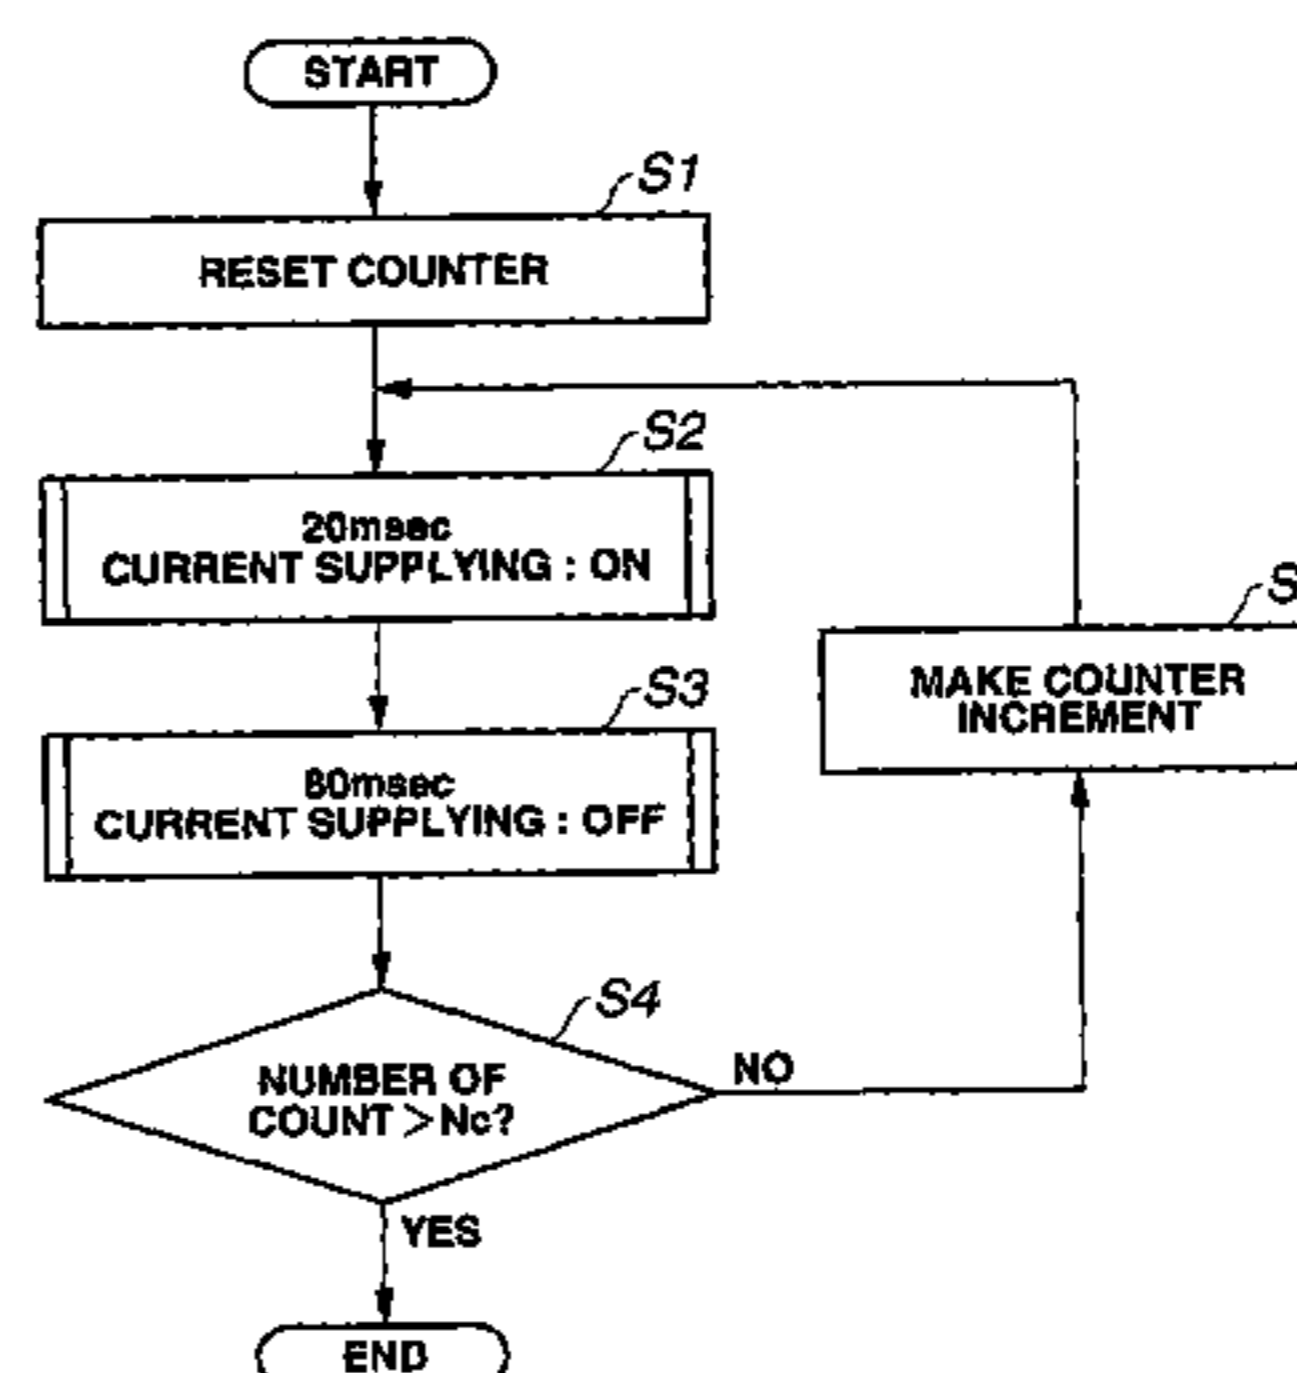 START
S1
RESET COUNTER
S2
20msec
CURRENT SUPPLYING : ON
S
MAKE COUNTER
INCREMENT
S3
80msec
CURRENT SUPPLYING : OFF
S4
NUMBER OF
COUNT >Nc?
NO
YES
END